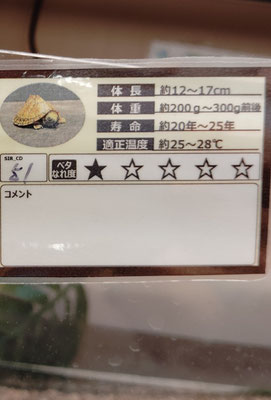 体長 約12～17cm
体重 約200g～300g前後
寿命 約20年～25年
適正温度 約25～28℃
SIR_CD
51
ベタなれ度 ★☆☆☆☆
コメント